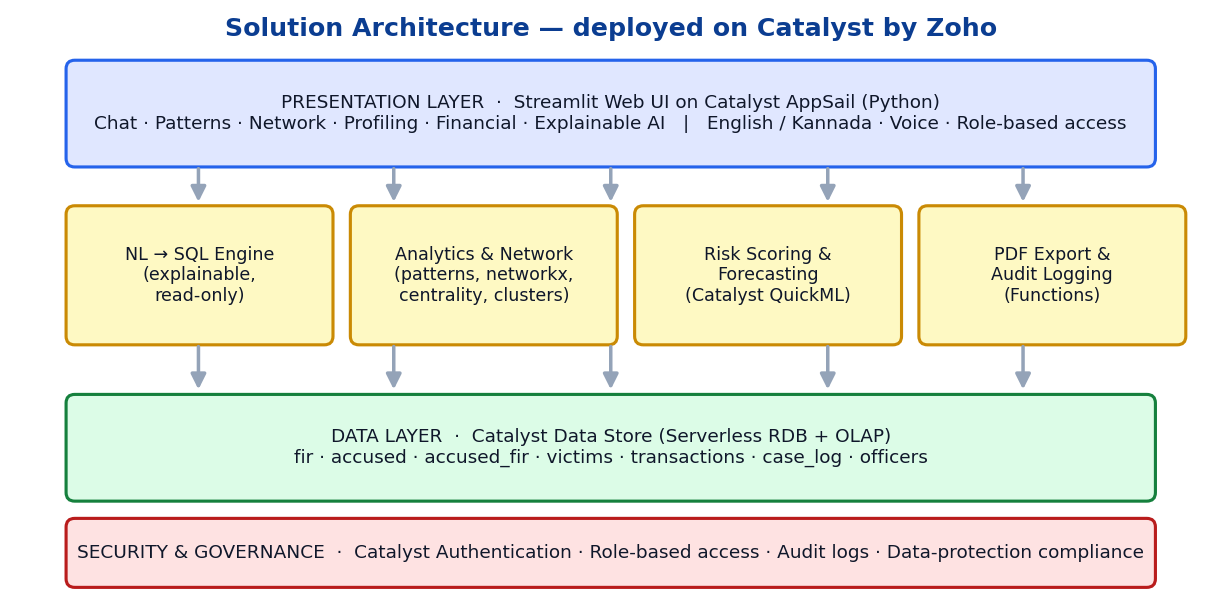 Solution Architecture — deployed on Catalyst by Zoho
PRESENTATION LAYER · Streamlit Web UI on Catalyst AppSail (Python)
Chat · Patterns · Network · Profiling · Financial · Explainable AI | English / Kannada · Voice · Role-based access
NL → SQL Engine
(explainable,
read-only)
Analytics & Network
(patterns, networkx,
centrality, clusters)
Risk Scoring &
Forecasting
(Catalyst QuickML)
PDF Export &
Audit Logging
(Functions)
DATA LAYER · Catalyst Data Store (Serverless RDB + OLAP)
fir · accused · accused_fir · victims · transactions · case_log · officers
SECURITY & GOVERNANCE · Catalyst Authentication · Role-based access · Audit logs · Data-protection compliance